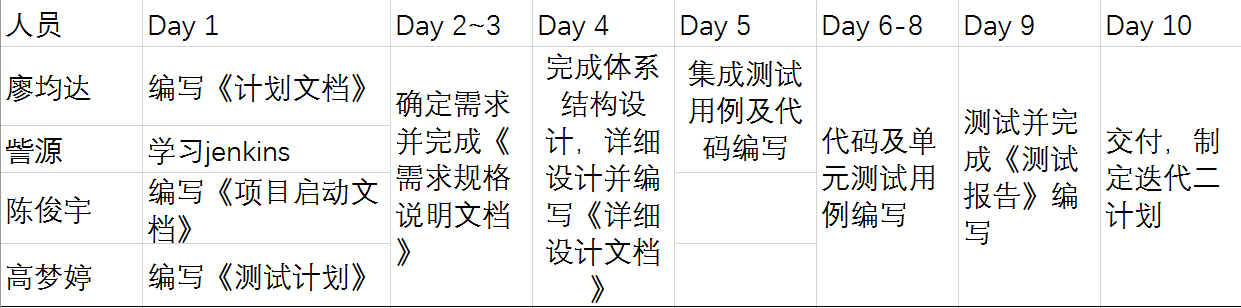 人员
Day 1
Day 2~3
Day 4
Day 5
Day 6-8
Day 9
Day 10
廖均达
编写《计划文档》
訾源
学习jenkins
陈俊宇
编写《项目启动文
档》
高梦婷
编写《测试计划》
确定需求
并完成《
需求规格
说明文档
》
完成体系
结构设
计，详细
设计并编
写《详细
设计文档
》
集成测试
用例及代
码编写
代码及单
元测试用
例编写
测试并完
成《测试
报告》编
写
交付，制
定迭代二
计划